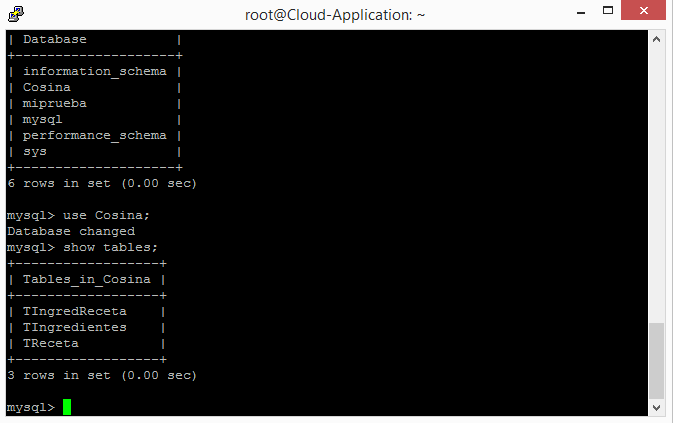 root@Cloud-Application: ~
| Database           |
+--------------------+
| information_schema |
| Cosina             |
| miprueba           |
| mysql              |
| performance_schema |
| sys                |
+--------------------+
6 rows in set (0.00 sec)
mysql> use Cosina;
Database changed
mysql> show tables;
+------------------+
| Tables_in_Cosina |
+------------------+
| TIngredReceta    |
| TIngredientes    |
| TReceta          |
+------------------+
3 rows in set (0.00 sec)
mysql>